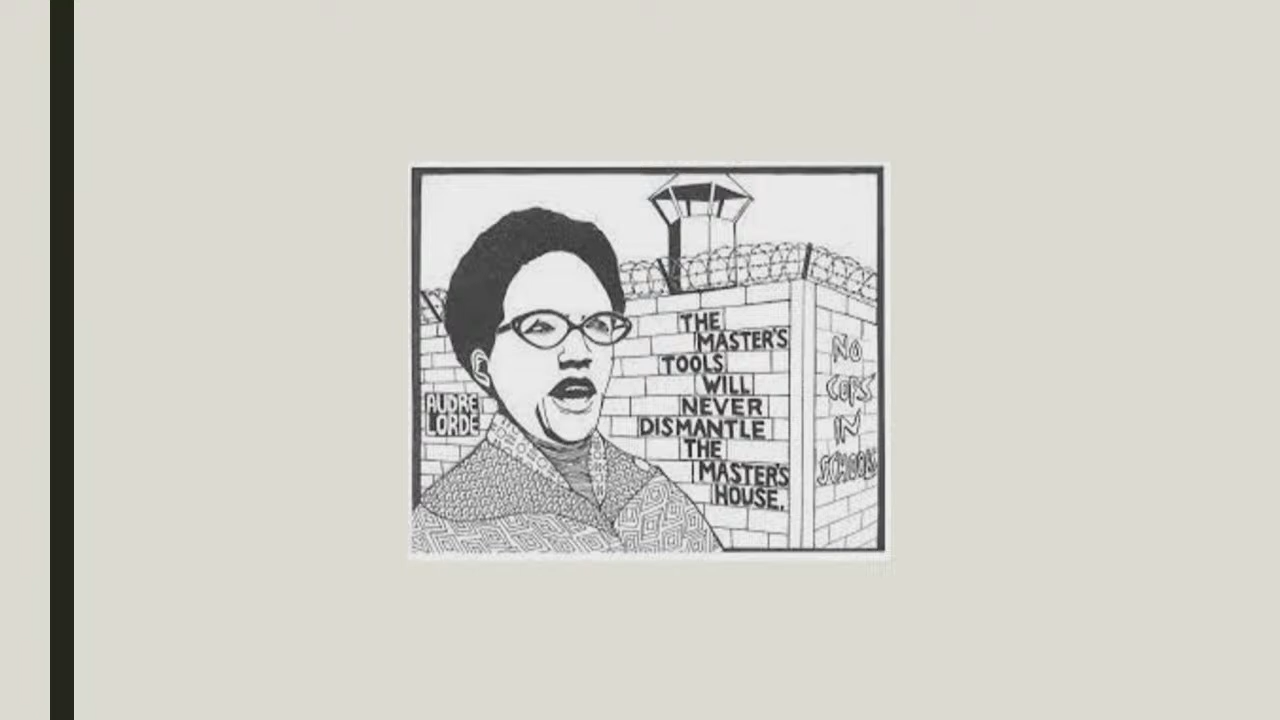 AUDRE
LORDE
THE
MASTER'S
TOOLS
WILL
NEVER
DISMANTLE
THE
MASTER'S
HOUSE.
NO
COPS
IN
SCHOOLS